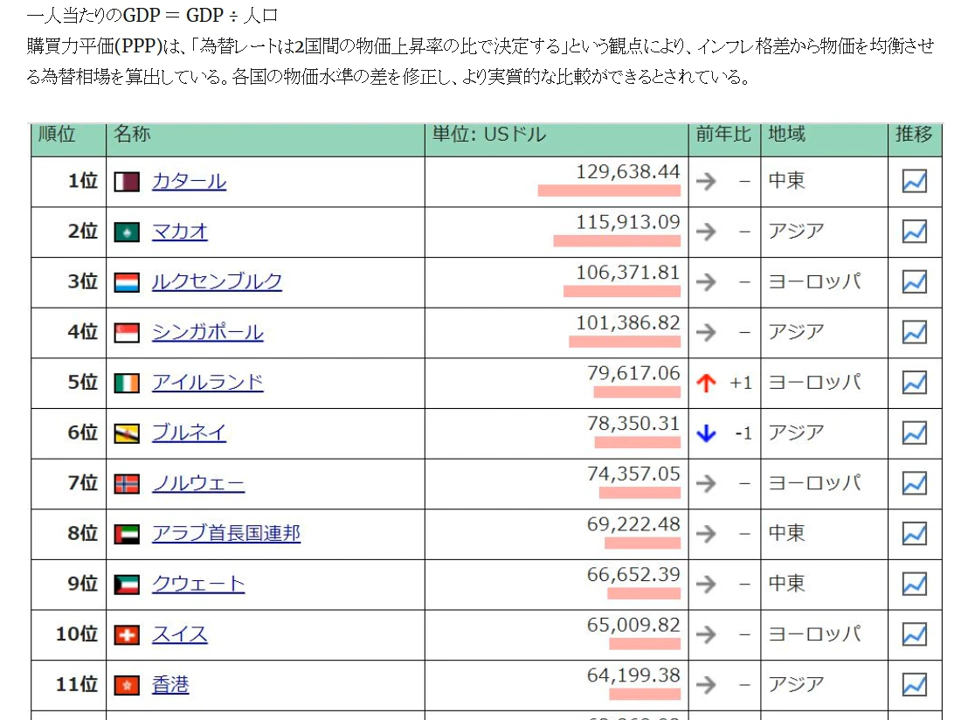 一人当たりのGDP = GDP ÷ 人口
購買力平価(PPP)は、「為替レートは2国間の物価上昇率の比で決定する」という観点により、インフレ格差から物価を均衡させ
る為替相場を算出している。各国の物価水準の差を修正し、より実質的な比較ができるとされている。
順位 名称 単位: USドル 前年比 地域 推移
1位 カタール 129,638.44 → － 中東
2位 マカオ 115,913.09 → － アジア
3位 ルクセンブルク 106,371.81 → － ヨーロッパ
4位 シンガポール 101,386.82 → － アジア
5位 アイルランド 79,617.06 ↑ +1 ヨーロッパ
6位 ブルネイ 78,350.31 ↓ -1 アジア
7位 ノルウェー 74,357.05 → － ヨーロッパ
8位 アラブ首長国連邦 69,222.48 → － 中東
9位 クウェート 66,652.39 → － 中東
10位 スイス 65,009.82 → － ヨーロッパ
11位 香港 64,199.38 → － アジア